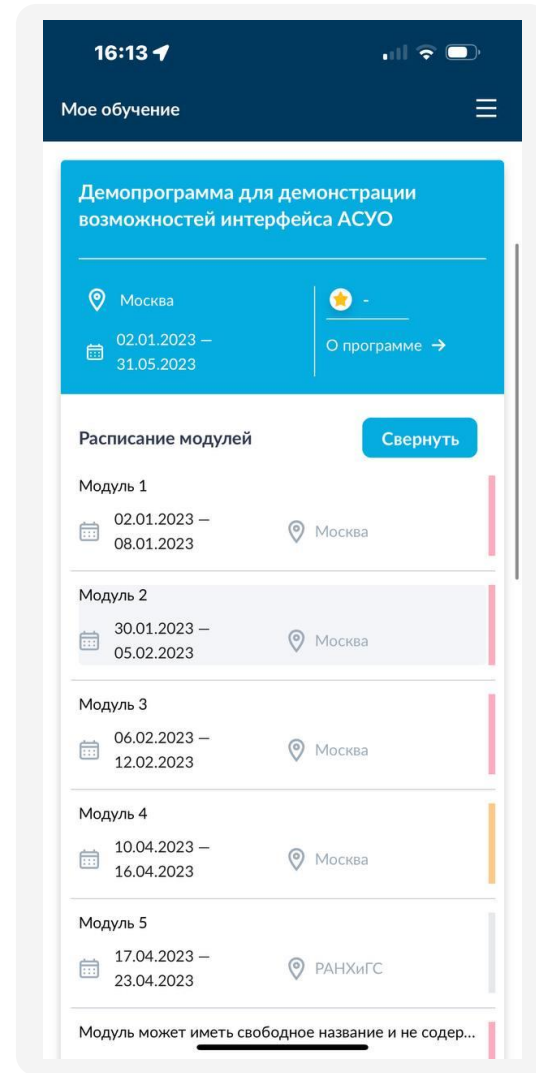 16:13
Мое обучение
Демопрограмма для демонстрации
возможностей интерфейса АСУО
Москва
-
02.01.2023 —
31.05.2023
О программе →
Расписание модулей
Свернуть
Модуль 1
02.01.2023 —
08.01.2023
Москва
Модуль 2
30.01.2023 —
05.02.2023
Москва
Модуль 3
06.02.2023 —
12.02.2023
Москва
Модуль 4
10.04.2023 —
16.04.2023
Москва
Модуль 5
17.04.2023 —
23.04.2023
РАНХиГС
Модуль может иметь свободное название и не содер...